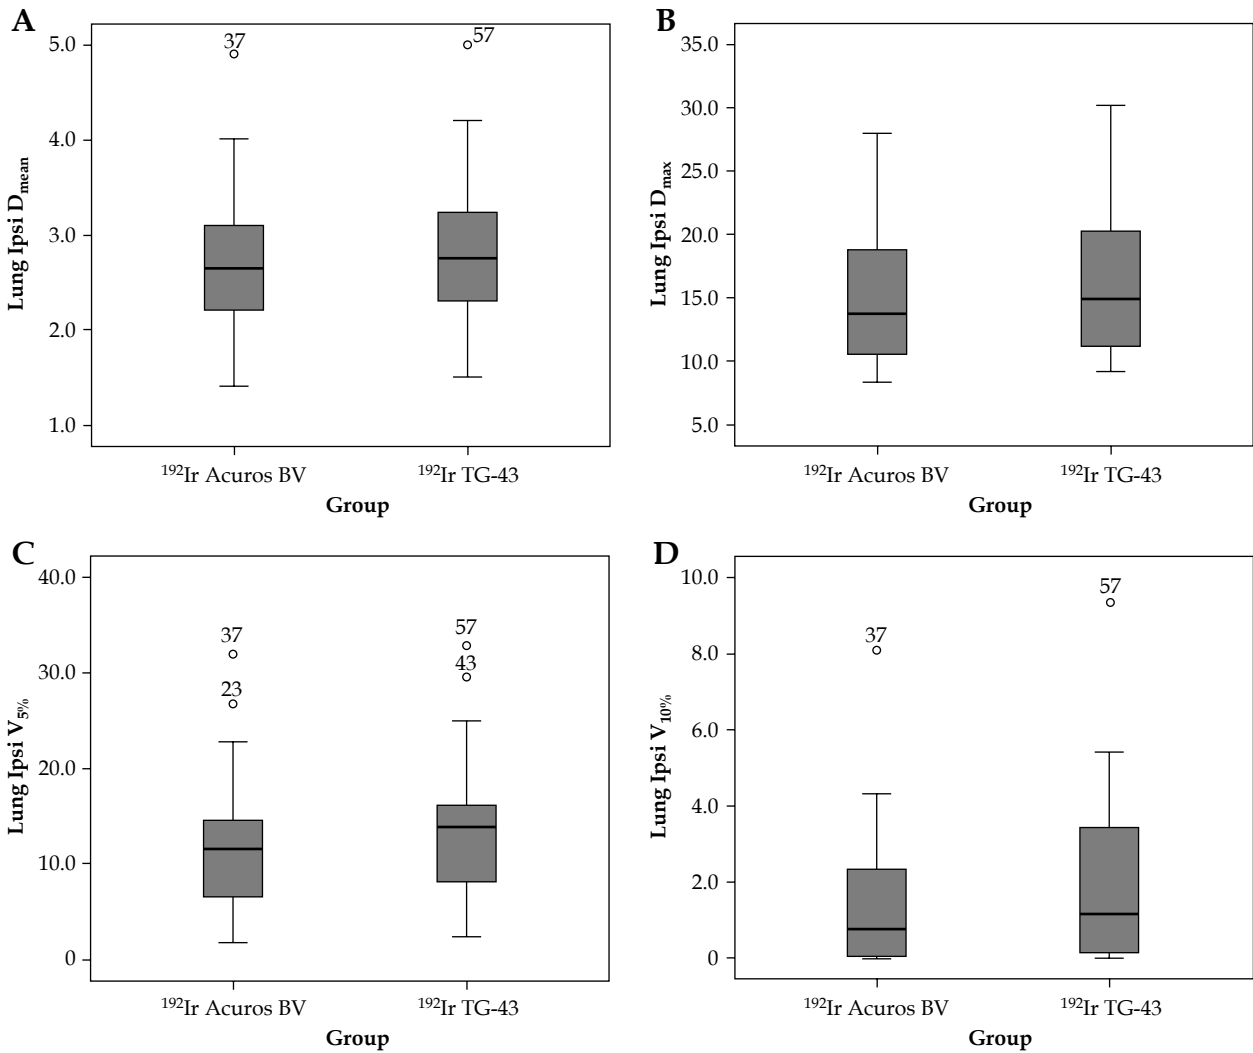 A
Lung Ipsi Dmean
5.0
4.0
3.0
2.0
1.0
37
57
192Ir Acuros BV
192Ir TG-43
Group
B
Lung Ipsi Dmax
35.0
30.0
25.0
20.0
15.0
10.0
5.0
192Ir Acuros BV
192Ir TG-43
Group
C
Lung Ipsi V5%
40.0
30.0
20.0
10.0
0
37
23
57
43
192Ir Acuros BV
192Ir TG-43
Group
D
Lung Ipsi V10%
10.0
8.0
6.0
4.0
2.0
0
37
57
192Ir Acuros BV
192Ir TG-43
Group